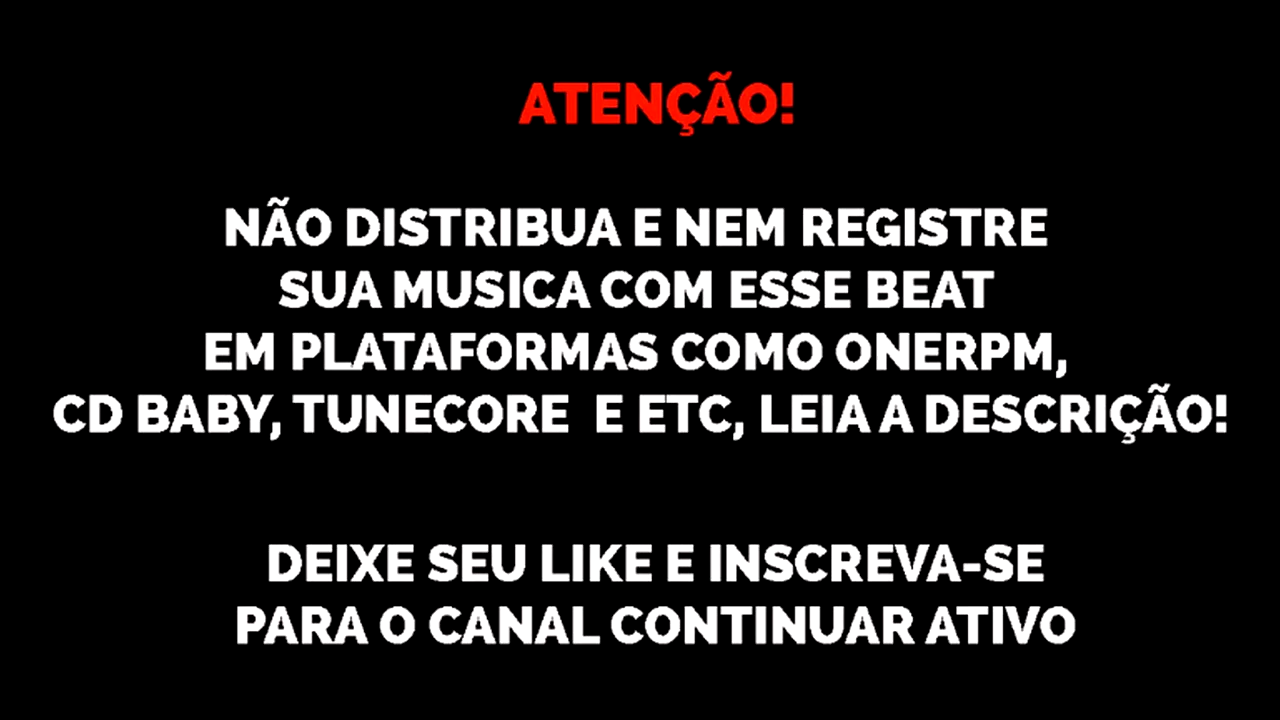 ATENÇÃO!
NÃO DISTRIBUA E NEM REGISTRE
SUA MUSICA COM ESSE BEAT
EM PLATAFORMAS COMO ONERPM,
CD BABY, TUNECORE E ETC, LEIA A DESCRIÇÃO!
DEIXE SEU LIKE E INSCREVA-SE
PARA O CANAL CONTINUAR ATIVO